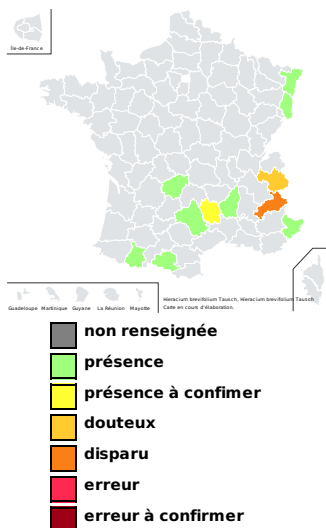 Île-de-France
Guadeloupe Martinique Guyane La Réunion Mayotte
Hieracium brevifolium Tausch, Hieracium brevifolium Tausch
Carte en cours d'élaboration.
non renseignée
présence
présence à confimer
douteux
disparu
erreur
erreur à confirmer